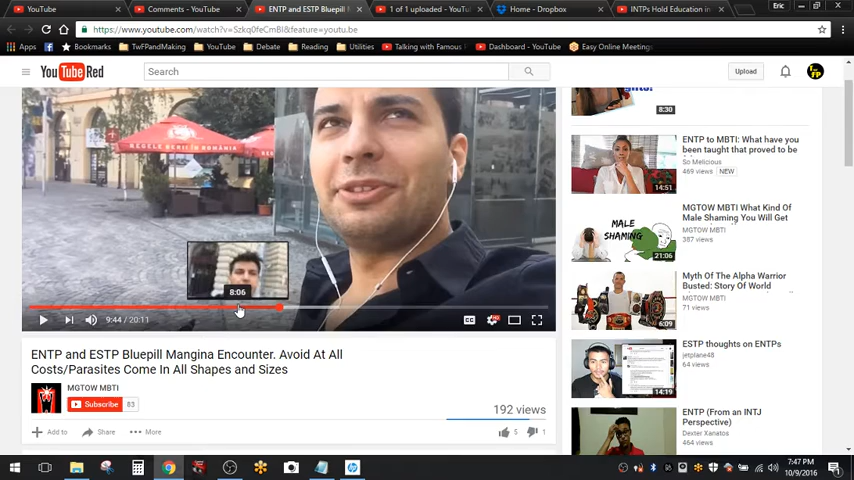 YouTube
Comments - YouTube
ENTP and ESTP Bluepill M
1 of 1 uploaded - YouTu
Home - Dropbox
INTPs Hold Education in
Eric
https://www.youtube.com/watch?v=Szkq0feCmBi&feature=youtu.be
Apps
Bookmarks
TwFPandMaking
YouTube
Debate
Reading
Utilities
Talking with Famous
Dashboard - YouTube
Easy Online Meetings
YouTube Red
Search
Upload
REGELE BERII IN ROMÂNIA
8:06
9:44 / 20:11
CC
HD
ENTP and ESTP Bluepill Mangina Encounter. Avoid At All
Costs/Parasites Come In All Shapes and Sizes
MGTOW MBTI
Subscribe
83
192 views
Add to
Share
More
5
1
8:30
ENTP to MBTI: What have you
been taught that proved to be
So Melicious
469 views
NEW
14:51
MALE
SHAMING
MGTOW MBTI What Kind Of
Male Shaming You Will Get
MGTOW MBTI
387 views
21:06
Myth Of The Alpha Warrior
Busted: Story Of World
MGTOW MBTI
71 views
6:09
ESTP thoughts on ENTPs
jetplane48
64 views
14:19
ENTP (From an INTJ
Perspective)
Dexter Xanatos
7:47 PM
10/9/2016